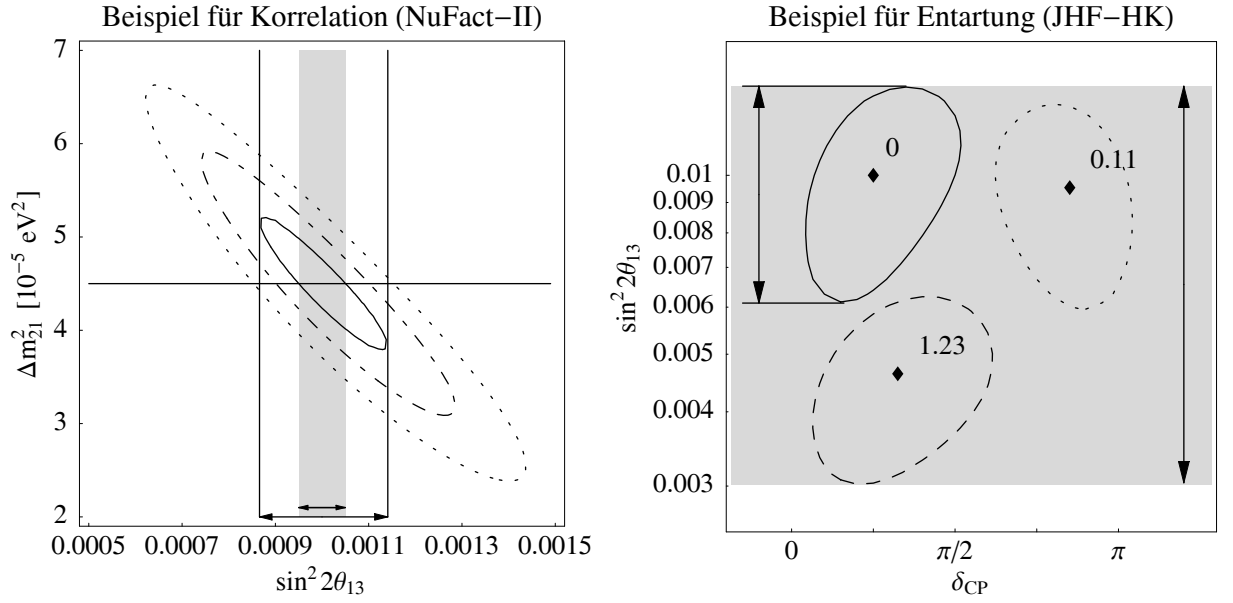 Beispiel für Korrelation (NuFact−II)
7
6
5
4
3
2
Δm²₂₁ [10⁻⁵ eV²]
0.0005 0.0007 0.0009 0.0011 0.0013 0.0015
sin² 2θ₁₃
Beispiel für Entartung (JHF−HK)
0.01
0.009
0.008
0.007
0.006
0.005
0.004
0.003
sin² 2θ₁₃
0
0.11
1.23
0 π/2 π
δCP